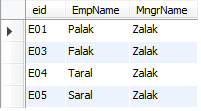 eid EmpName MngrName
E01 Palak Zalak
E03 Falak Zalak
E04 Taral Zalak
E05 Saral Zalak